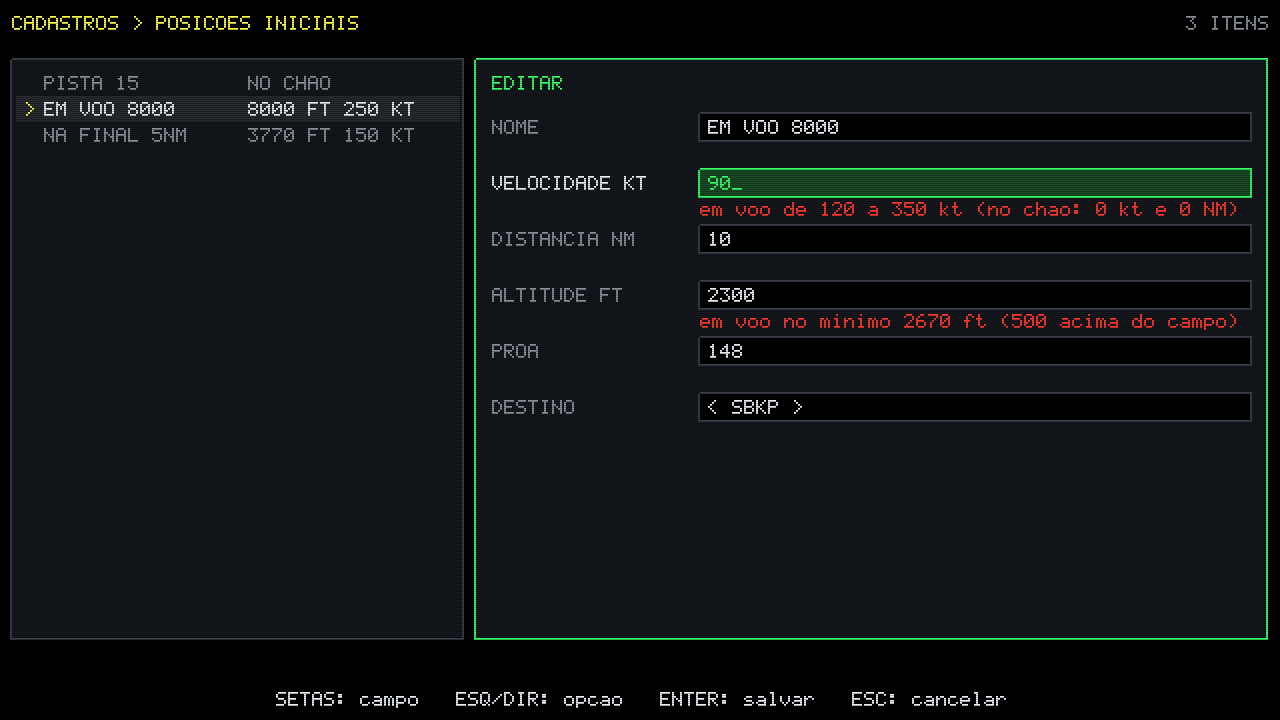 CADASTROS > POSICOES INICIAIS
3 ITENS
PISTA 15 NO CHAO
> EM VOO 8000 8000 FT 250 KT
NA FINAL 5NM 3770 FT 150 KT
EDITAR
NOME EM VOO 8000
VELOCIDADE KT 90_
em voo de 120 a 350 kt (no chao: 0 kt e 0 NM)
DISTANCIA NM 10
ALTITUDE FT 2300
em voo no minimo 2670 ft (500 acima do campo)
PROA 148
DESTINO < SBKP >
SETAS: campo ESQ/DIR: opcao ENTER: salvar ESC: cancelar